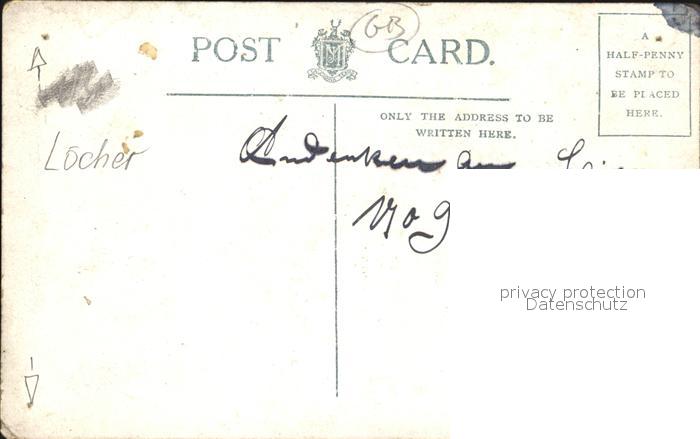 GB
POST CARD.
A
HALF-PENNY
STAMP TO
BE PLACED
HERE.
ONLY THE ADDRESS TO BE
WRITTEN HERE.
Löcher
Andenken an
privacy protection
Datenschutz